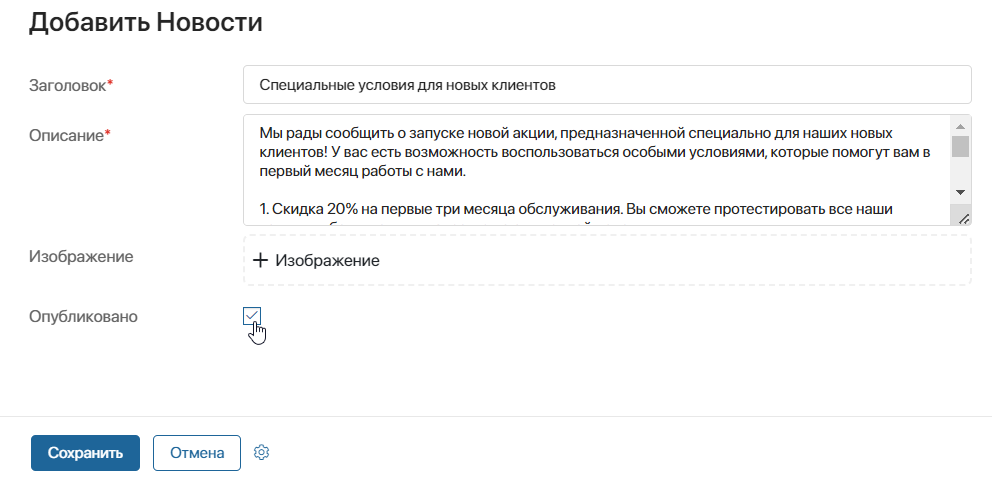 Добавить Новости
Заголовок*
Специальные условия для новых клиентов
Описание*
Мы рады сообщить о запуске новой акции, предназначенной специально для наших новых
клиентов! У вас есть возможность воспользоваться особыми условиями, которые помогут вам в
первый месяц работы с нами.
1. Скидка 20% на первые три месяца обслуживания. Вы сможете протестировать все наши
Изображение
+ Изображение
Опубликовано
Сохранить
Отмена